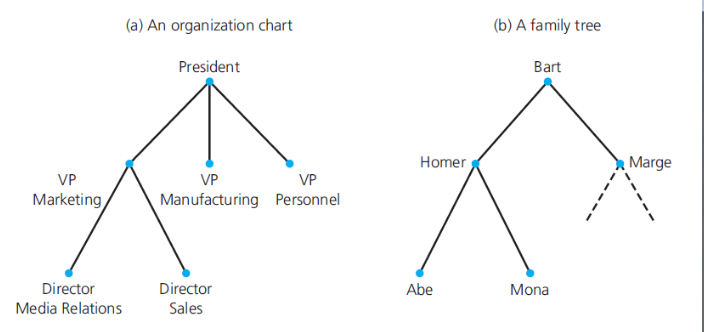 (a) An organization chart
President
VP
Marketing
VP
Manufacturing
VP
Personnel
Director
Media Relations
Director
Sales
(b) A family tree
Bart
Homer
Marge
Abe
Mona